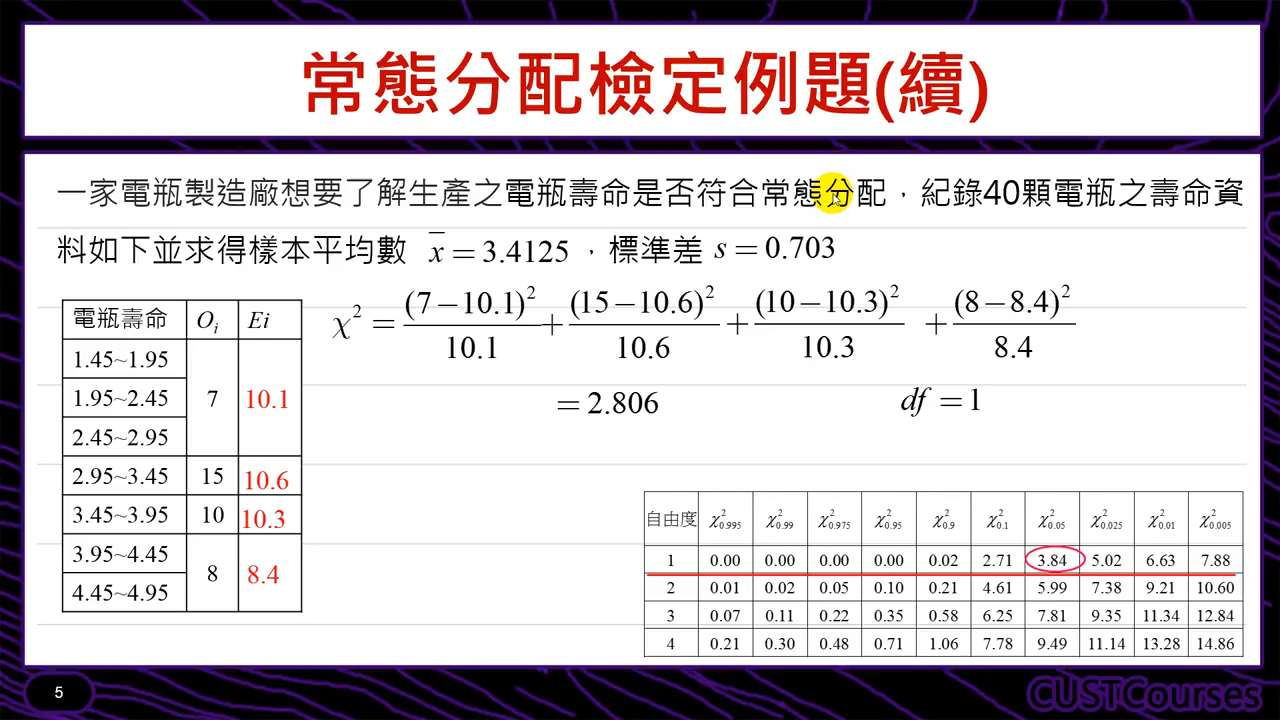 常態分配檢定例題(續)
一家電瓶製造廠想要了解生產之電瓶壽命是否符合常態分配，紀錄40顆電瓶之壽命資
料如下並求得樣本平均數 x̄ = 3.4125 ，標準差 s = 0.703
電瓶壽命 Oᵢ Ei
1.45~1.95
1.95~2.45 7 10.1
2.45~2.95
2.95~3.45 15 10.6
3.45~3.95 10 10.3
3.95~4.45
8 8.4
4.45~4.95
χ² = (7−10.1)²/10.1 + (15−10.6)²/10.6 + (10−10.3)²/10.3 + (8−8.4)²/8.4
= 2.806 df = 1
自由度 χ²0.995 χ²0.99 χ²0.975 χ²0.95 χ²0.9 χ²0.1 χ²0.05 χ²0.025 χ²0.01 χ²0.005
1 0.00 0.00 0.00 0.00 0.02 2.71 3.84 5.02 6.63 7.88
2 0.01 0.02 0.05 0.10 0.21 4.61 5.99 7.38 9.21 10.60
3 0.07 0.11 0.22 0.35 0.58 6.25 7.81 9.35 11.34 12.84
4 0.21 0.30 0.48 0.71 1.06 7.78 9.49 11.14 13.28 14.86
5
CUSTCourses